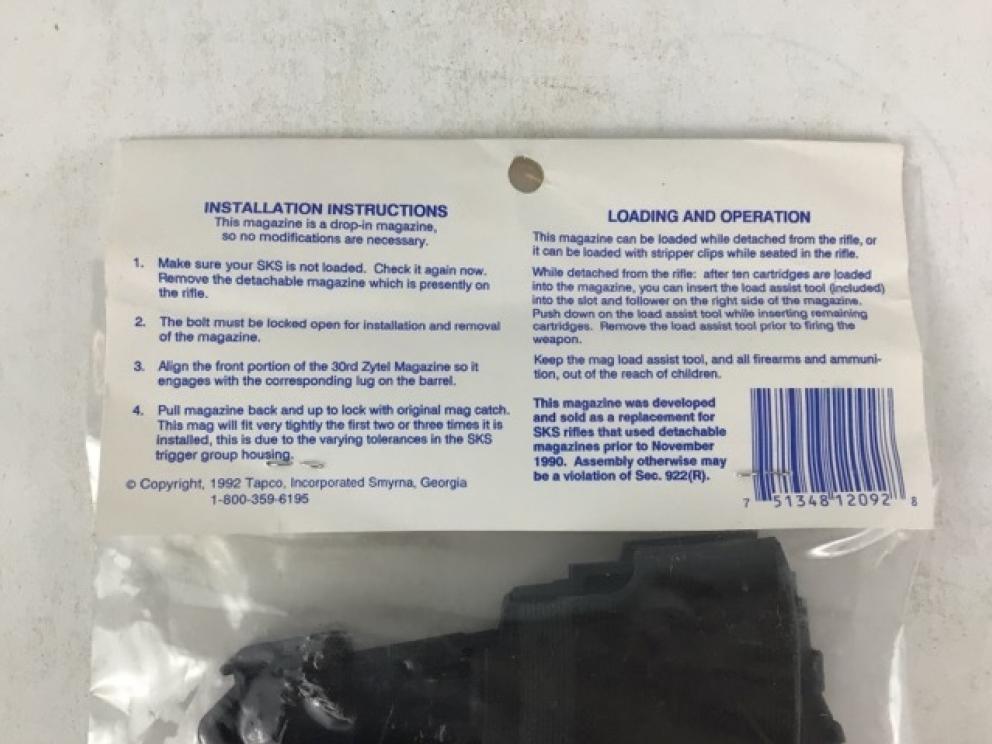 INSTALLATION INSTRUCTIONS
This magazine is a drop-in magazine,
so no modifications are necessary.
1. Make sure your SKS is not loaded. Check it again now.
Remove the detachable magazine which is presently on
the rifle.
2. The bolt must be locked open for installation and removal
of the magazine.
3. Align the front portion of the 30rd Zytel Magazine so it
engages with the corresponding lug on the barrel.
4. Pull magazine back and up to lock with original mag catch.
This mag will fit very tightly the first two or three times it is
installed, this is due to the varying tolerances in the SKS
trigger group housing.
© Copyright, 1992 Tapco, Incorporated Smyrna, Georgia
1-800-359-6195
LOADING AND OPERATION
This magazine can be loaded while detached from the rifle, or
it can be loaded with stripper clips while seated in the rifle.
While detached from the rifle: after ten cartridges are loaded
into the magazine, you can insert the load assist tool (included)
into the slot and follower on the right side of the magazine.
Push down on the load assist tool while inserting remaining
cartridges. Remove the load assist tool prior to firing the
weapon.
Keep the mag load assist tool, and all firearms and ammuni-
tion, out of the reach of children.
This magazine was developed
and sold as a replacement for
SKS rifles that used detachable
magazines prior to November
1990. Assembly otherwise may
be a violation of Sec. 922(R).
7 51348 12092 8